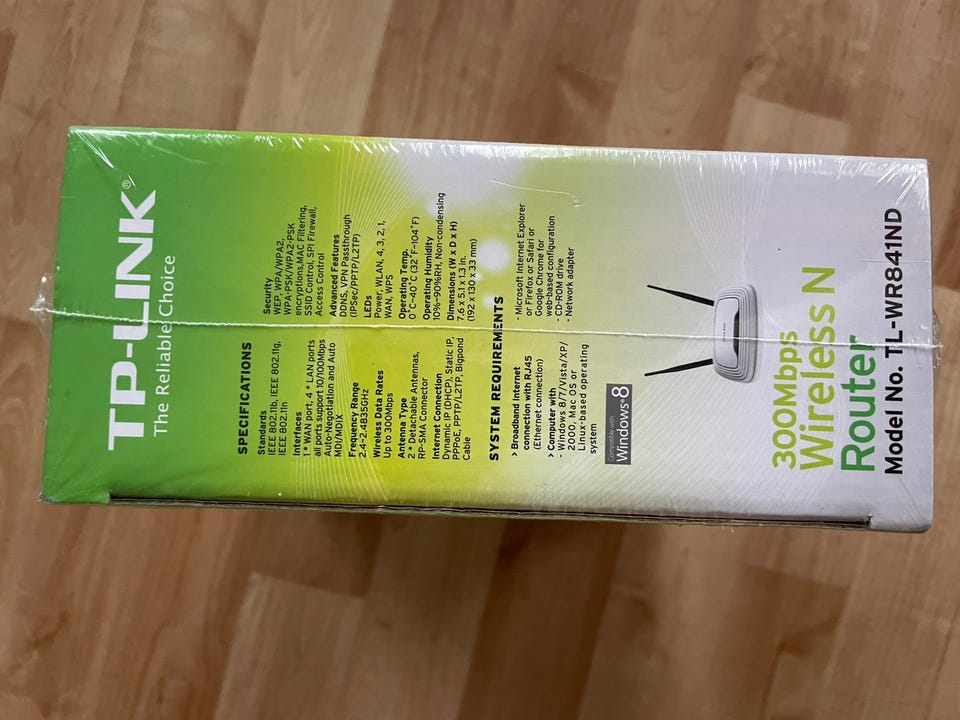 TP-LINK®
The Reliable Choice
SPECIFICATIONS
Standards
IEEE 802.11b, IEEE 802.11g,
IEEE 802.11n
Interfaces
1 * WAN port, 4 * LAN ports
all ports support 10/100Mbps
Auto-Negotiation and Auto
MDI/MDIX
Frequency Range
2.4-2.4835GHz
Wireless Data Rates
Up to 300Mbps
Antenna Type
2 * Detachable Antennas,
RP-SMA Connector
Internet Connection
Dynamic IP (DHCP), Static IP,
PPPoE, PPTP/L2TP, Bigpond
Cable
Security
WEP, WPA/WPA2,
WPA-PSK/WPA2-PSK
encryptions,MAC Filtering,
SSID Control, SPI Firewall,
Access Control
Advanced Features
DDNS, VPN Passthrough
(IPSec/PPTP/L2TP)
LEDs
Power, WLAN, 4, 3, 2, 1,
WAN, WPS
Operating Temp.
0°C~40°C (32°F~104°F)
Operating Humidity
10%~90%RH, Non-condensing
Dimensions (W x D x H)
7.6 x 5.1 x 1.3 in.
(192 x 130 x 33 mm)
SYSTEM REQUIREMENTS
> Broadband Internet
connection with RJ45
(Ethernet connection)
> Computer with
- Windows 8/7/Vista/XP/
2000, Mac OS or
Linux-based operating
system
- Microsoft Internet Explorer
or Firefox or Safari or
Google Chrome for
web-based configuration
- CD-ROM drive
- Network adapter
Compatible with
Windows 8
300Mbps
Wireless N
Router
Model No. TL-WR841ND